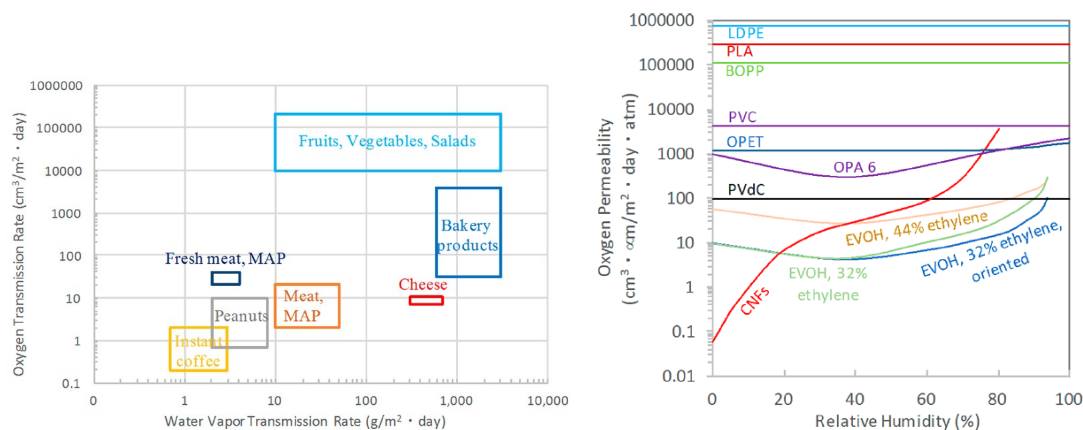 1000000
100000
10000
1000
100
10
1
0.1
Oxygen Transmission Rate (cm³/m²・day)
Fruits, Vegetables, Salads
Bakery
products
Fresh meat, MAP
Cheese
Peanuts
Meat,
MAP
Instant
coffee
0 1 10 100 1,000 10,000
Water Vapor Transmission Rate (g/m²・day)
1000000
100000
10000
1000
100
10
1
0.1
0.01
Oxygen Permeability
(cm³・∝m/m²・day・atm)
LDPE
PLA
BOPP
PVC
OPET
OPA 6
PVdC
EVOH, 44% ethylene
EVOH, 32% ethylene,
oriented
EVOH, 32%
ethylene
CNFs
0 20 40 60 80 100
Relative Humidity (%)